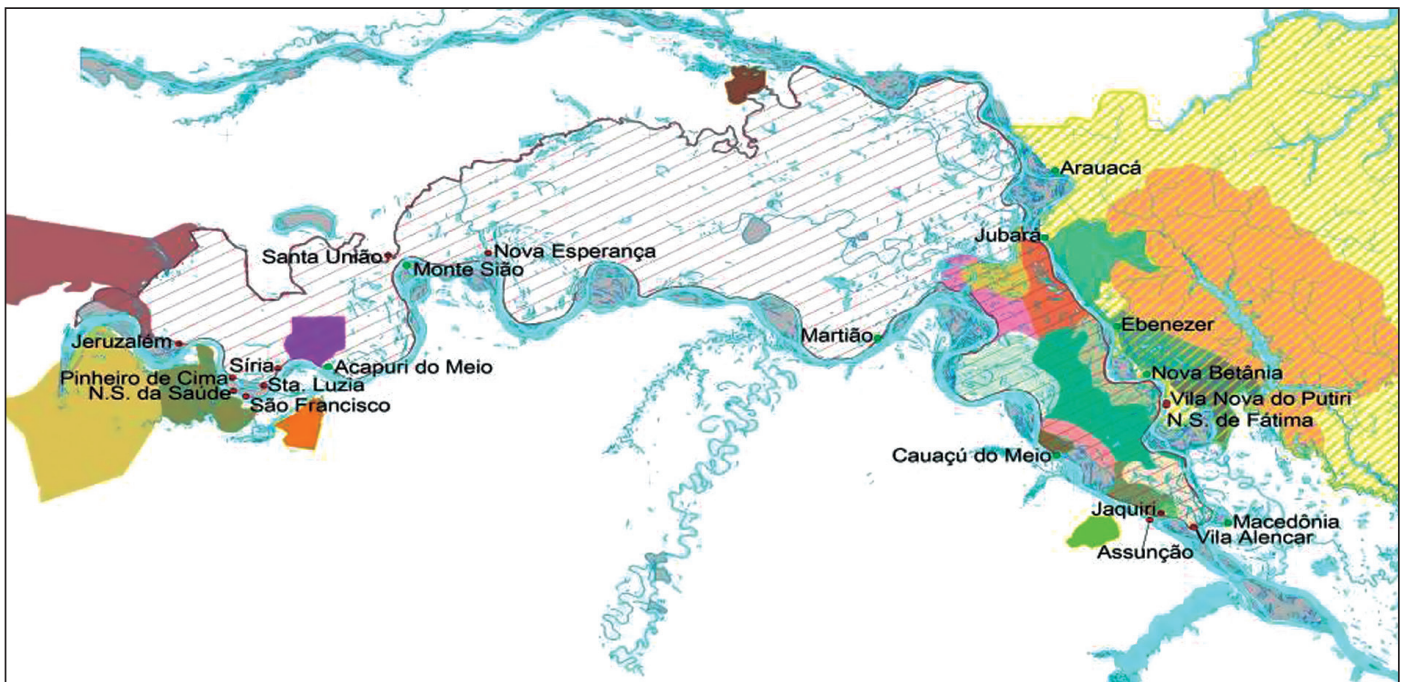 Arauacá
Jubará
Santa União
Nova Esperança
Monte Sião
Ebenezer
Martião
Jeruzalém
Síria
Acapuri do Meio
Nova Betânia
Pinheiro de Cima
Sta. Luzia
N.S. da Saúde
São Francisco
Vila Nova do Putiri
N.S. de Fátima
Cauaçú do Meio
Jaquiri
Macedônia
Vila Alencar
Assunção